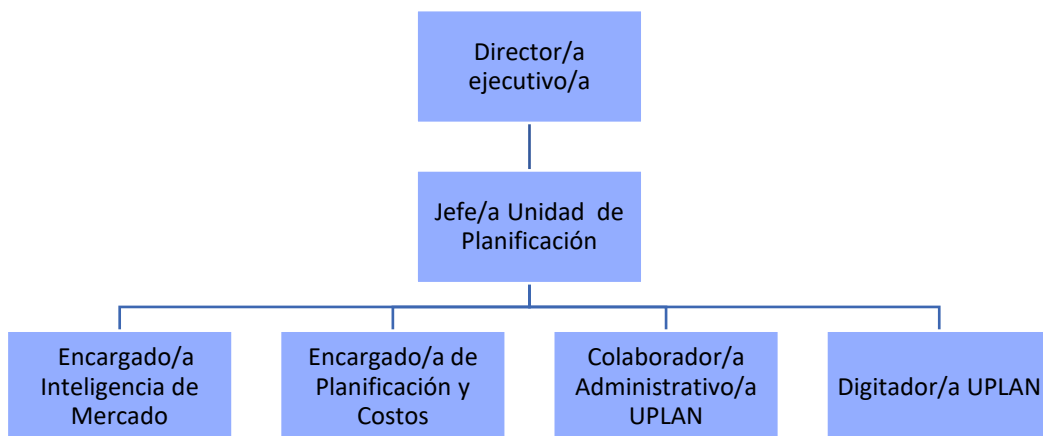 Director/a
ejecutivo/a
Jefe/a Unidad de
Planificación
Encargado/a
Inteligencia de
Mercado
Encargado/a de
Planificación y
Costos
Colaborador/a
Administrativo/a
UPLAN
Digitador/a UPLAN